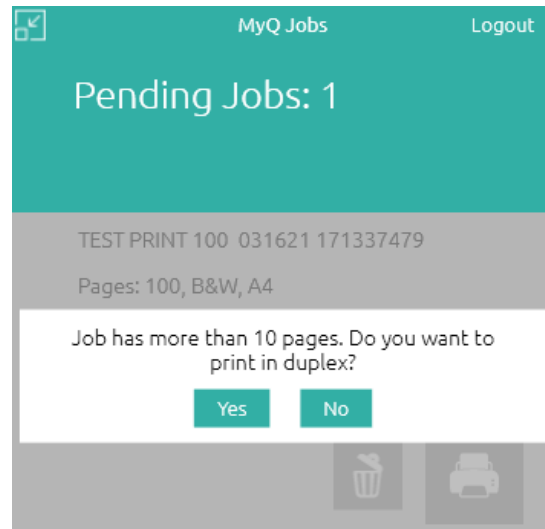 MyQ Jobs Logout
Pending Jobs: 1
TEST PRINT 100 031621 171337479
Pages: 100, B&W, A4
Job has more than 10 pages. Do you want to
print in duplex?
Yes No